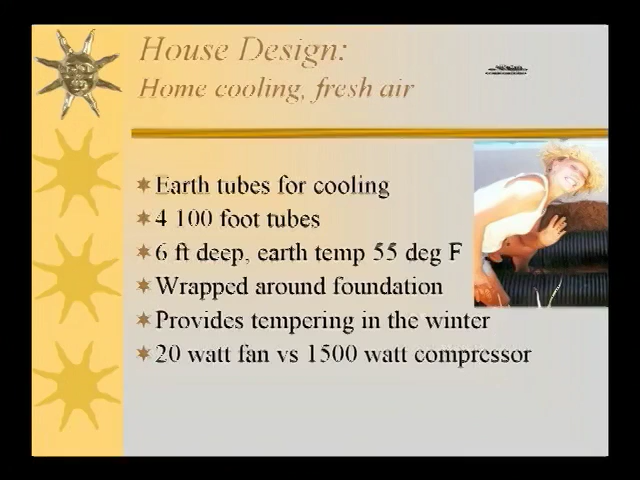 House Design:
Home cooling, fresh air
Earth tubes for cooling
4 100 foot tubes
6 ft deep, earth temp 55 deg F
Wrapped around foundation
Provides tempering in the winter
20 watt fan vs 1500 watt compressor